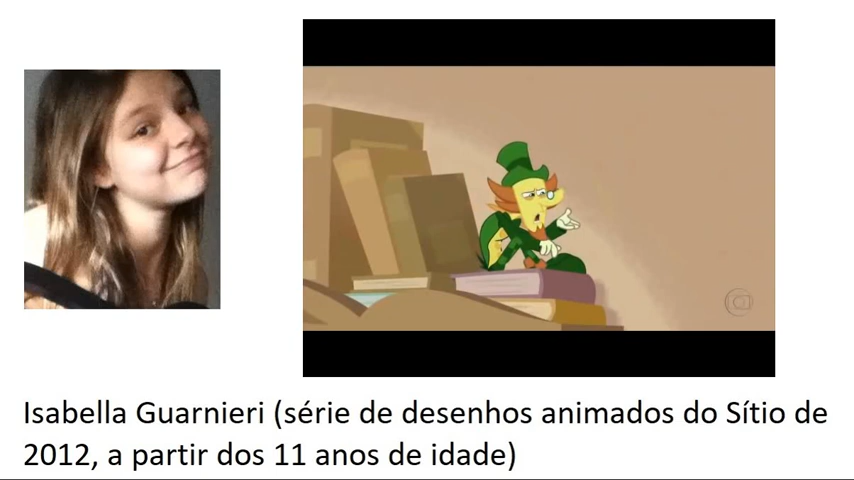 Isabella Guarnieri (série de desenhos animados do Sítio de
2012, a partir dos 11 anos de idade)